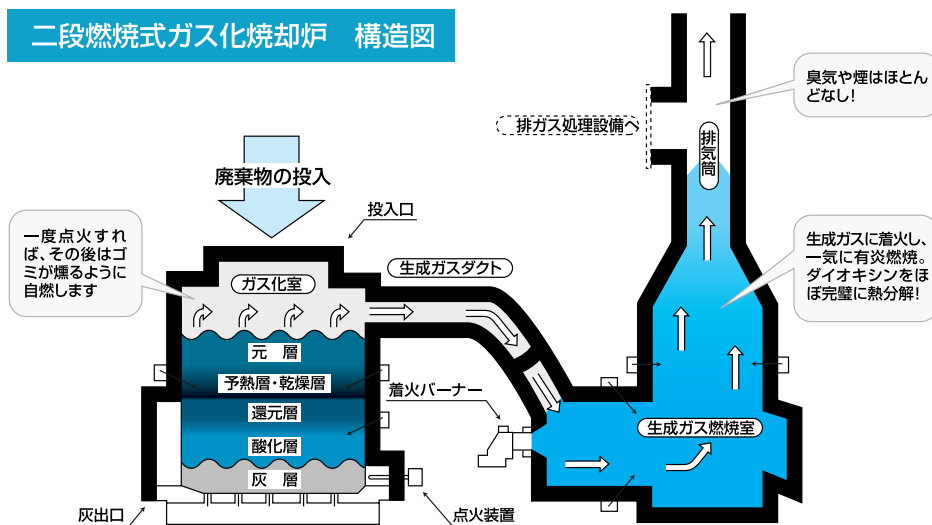 二段燃焼式ガス化焼却炉　構造図
臭気や煙はほとん
どなし!
排ガス処理設備へ
排気筒
廃棄物の投入
投入口
一度点火すれ
ば、その後はゴ
ミが燻るように
自燃します
生成ガスダクト
ガス化室
生成ガスに着火し、
一気に有炎燃焼。
ダイオキシンをほ
ぼ完璧に熱分解!
元　層
予熱層・乾燥層
着火バーナー
還元層
生成ガス燃焼室
酸化層
灰　層
灰出口
点火装置